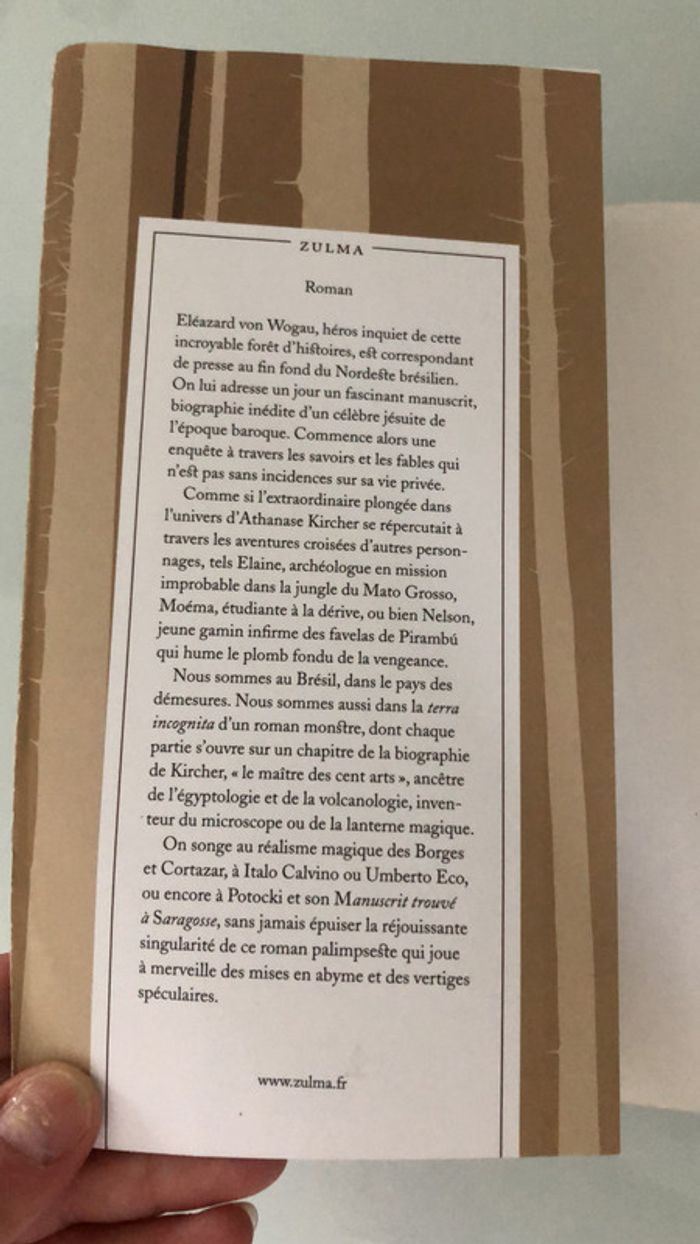 ZULMA
Roman
Eléazard von Wogau, héros inquiet de cette
incroyable forêt d'histoires, est correspondant
de presse au fin fond du Nordeste brésilien.
On lui adresse un jour un fascinant manuscrit,
biographie inédite d'un célèbre jésuite de
l'époque baroque. Commence alors une
enquête à travers les savoirs et les fables qui
n'est pas sans incidences sur sa vie privée.
Comme si l'extraordinaire plongée dans
l'univers d'Athanase Kircher se répercutait à
travers les aventures croisées d'autres person-
nages, tels Elaine, archéologue en mission
improbable dans la jungle du Mato Grosso,
Moéma, étudiante à la dérive, ou bien Nelson,
jeune gamin infirme des favelas de Pirambú
qui hume le plomb fondu de la vengeance.
Nous sommes au Brésil, dans le pays des
démesures. Nous sommes aussi dans la terra
incognita d'un roman monstre, dont chaque
partie s'ouvre sur un chapitre de la biographie
de Kircher, « le maître des cent arts », ancêtre
de l'égyptologie et de la volcanologie, inven-
teur du microscope ou de la lanterne magique.
On songe au réalisme magique des Borges
et Cortazar, à Italo Calvino ou Umberto Eco,
ou encore à Potocki et son Manuscrit trouvé
à Saragosse, sans jamais épuiser la réjouissante
singularité de ce roman palimpseste qui joue
à merveille des mises en abyme et des vertiges
spéculaires.
www.zulma.fr